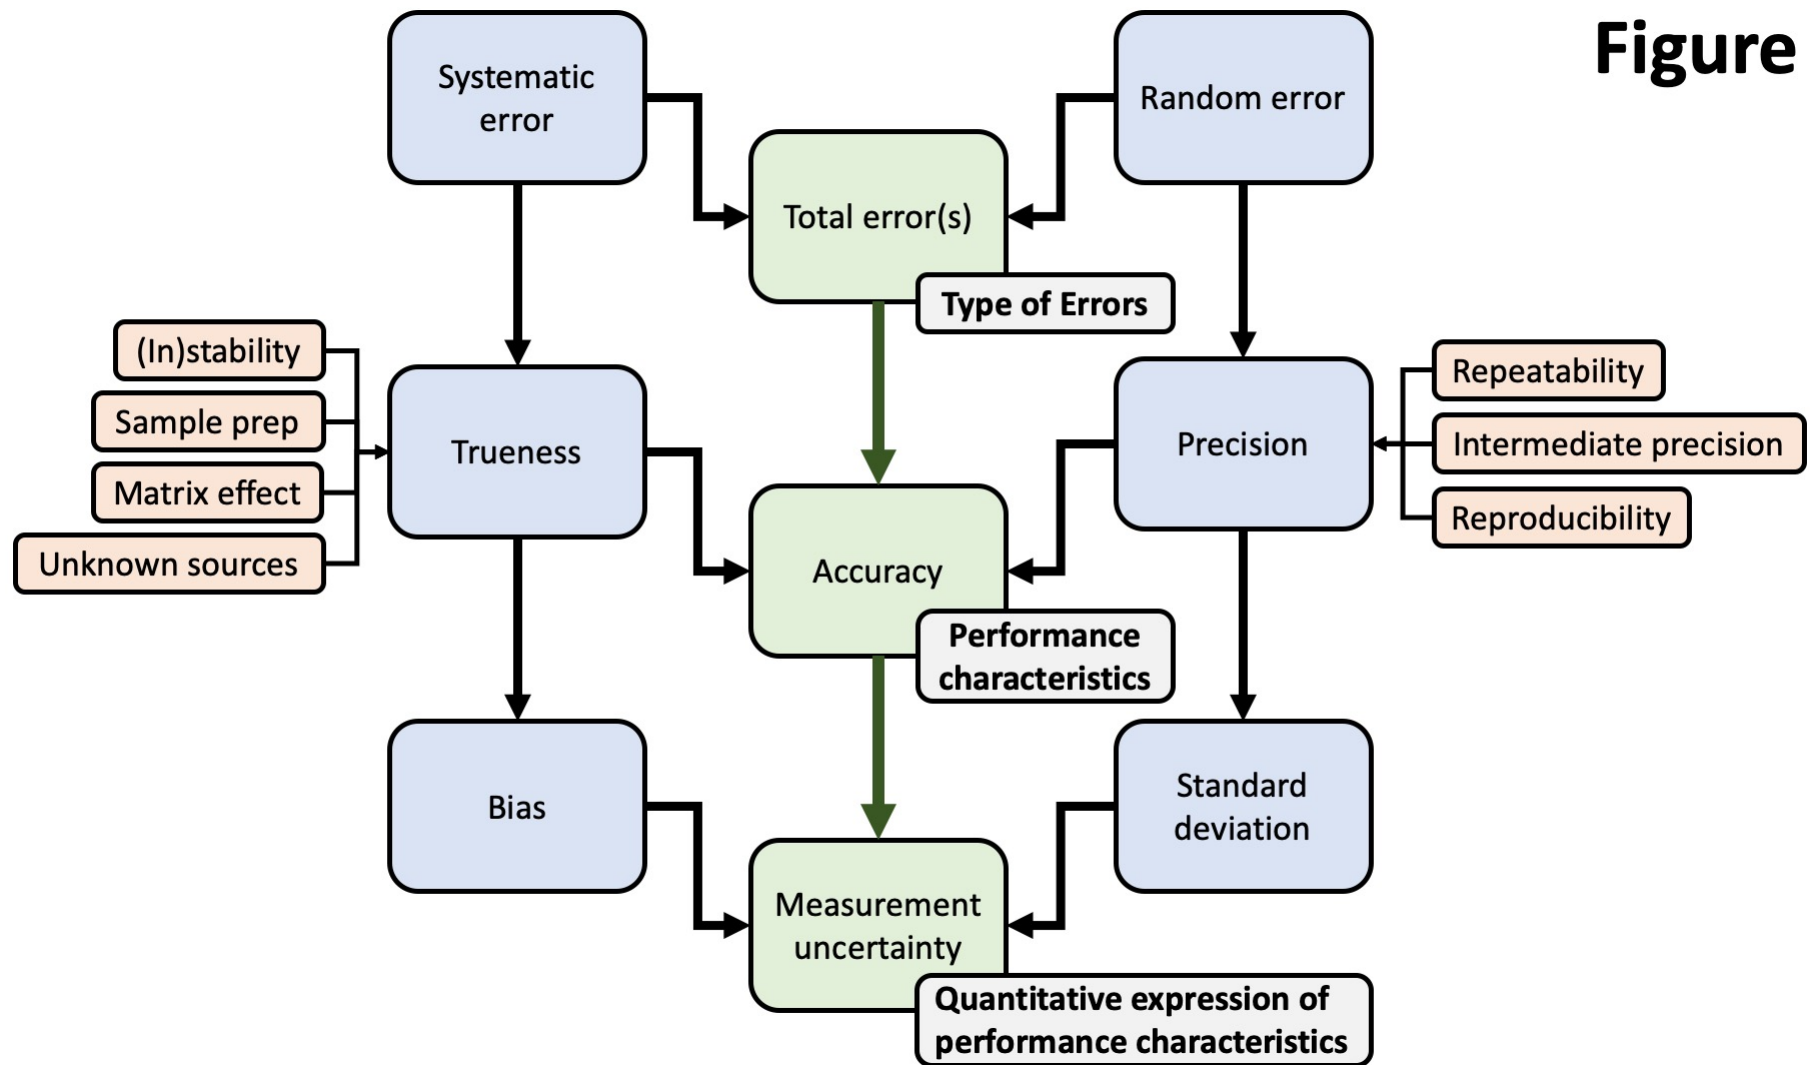 Figure
Systematic
error
Random error
Total error(s)
Type of Errors
(In)stability
Sample prep
Matrix effect
Unknown sources
Trueness
Precision
Repeatability
Intermediate precision
Reproducibility
Accuracy
Performance
characteristics
Bias
Standard
deviation
Measurement
uncertainty
Quantitative expression of
performance characteristics